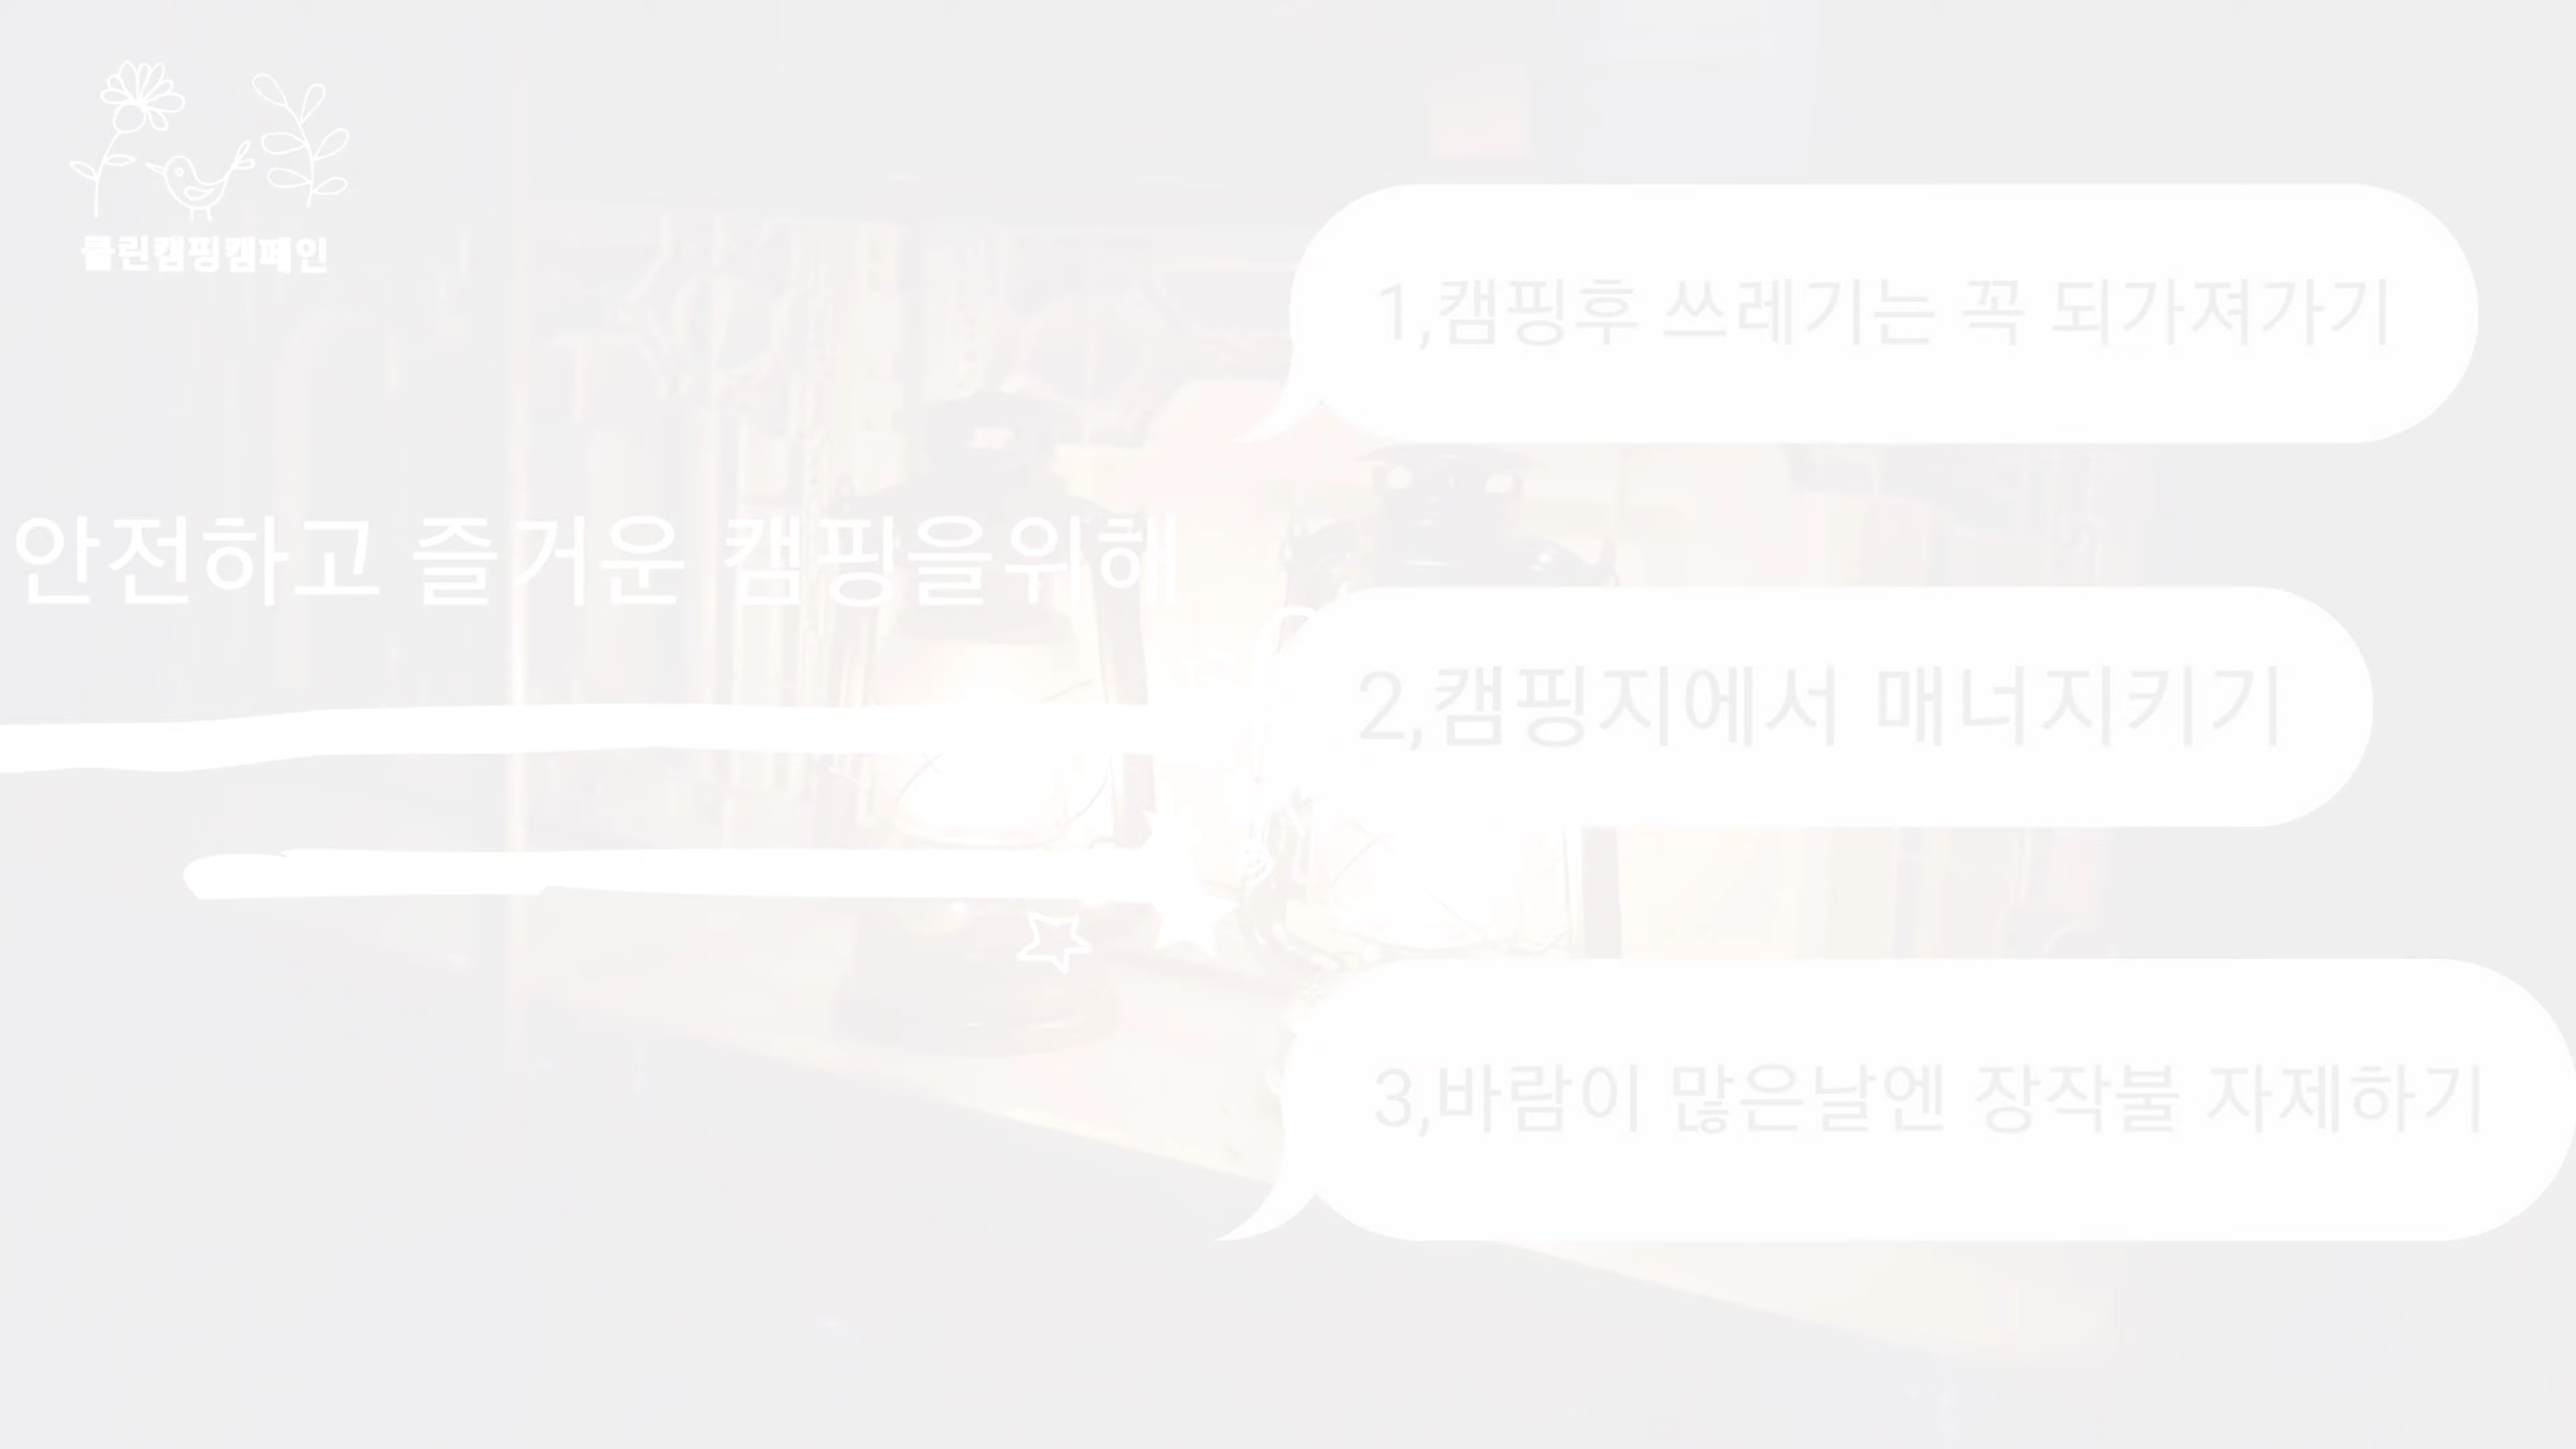 클린캠핑캠페인
안전하고 즐거운 캠핑을위해
1,캠핑후 쓰레기는 꼭 되가져가기
2,캠핑지에서 매너지키기
3,바람이 많은날엔 장작불 자제하기